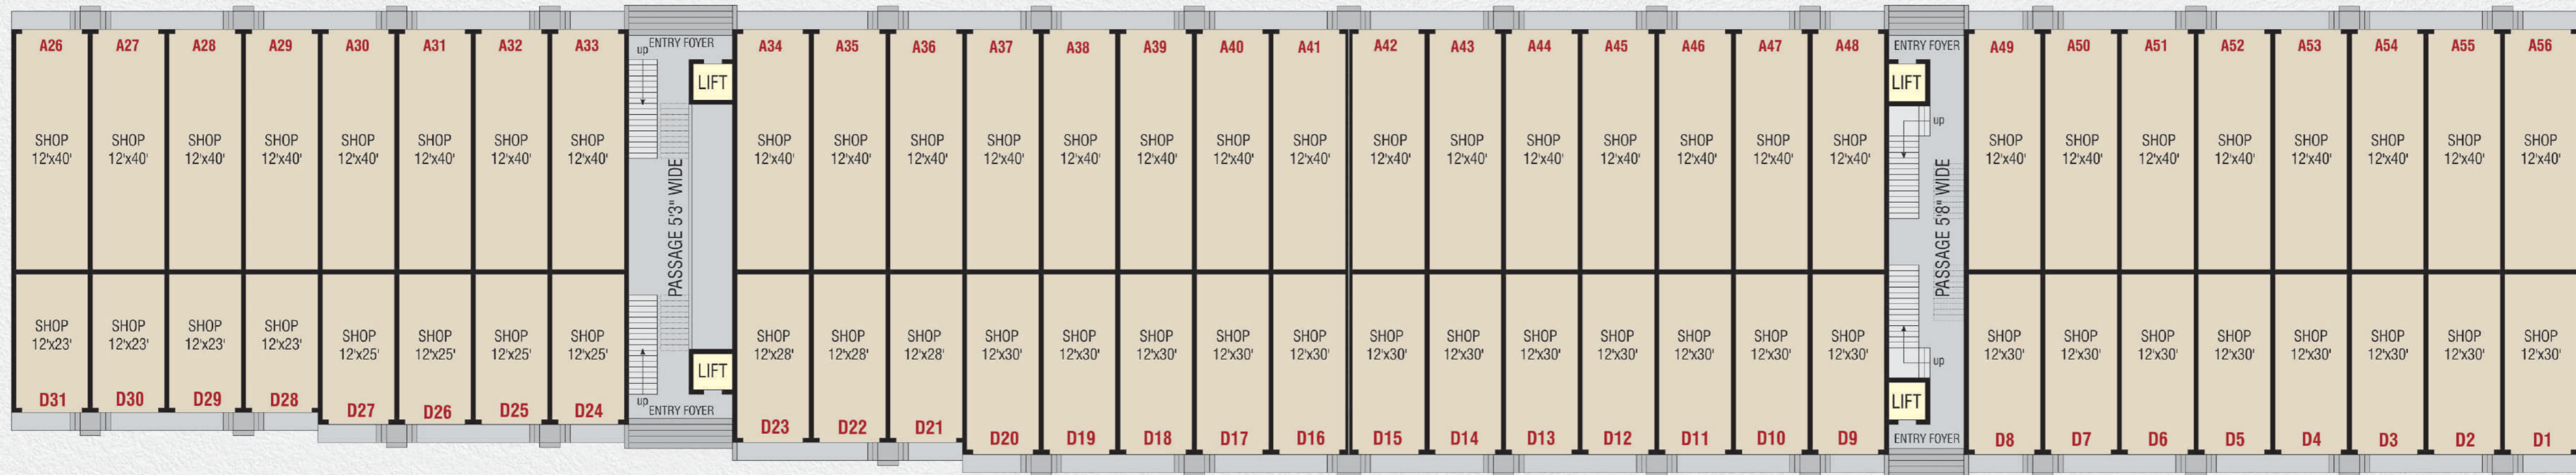 A26 A27 A28 A29 A30 A31 A32 A33 ENTRY FOYER A34 A35 A36 A37 A38 A39 A40 A41 A42 A43 A44 A45 A46 A47 A48 ENTRY FOYER A49 A50 A51 A52 A53 A54 A55 A56
up
LIFT LIFT
up
SHOP SHOP SHOP SHOP SHOP SHOP SHOP SHOP SHOP SHOP SHOP SHOP SHOP SHOP SHOP SHOP SHOP SHOP SHOP SHOP SHOP SHOP SHOP SHOP SHOP SHOP SHOP SHOP SHOP SHOP SHOP
12'x40' 12'x40' 12'x40' 12'x40' 12'x40' 12'x40' 12'x40' 12'x40' 12'x40' 12'x40' 12'x40' 12'x40' 12'x40' 12'x40' 12'x40' 12'x40' 12'x40' 12'x40' 12'x40' 12'x40' 12'x40' 12'x40' 12'x40' 12'x40' 12'x40' 12'x40' 12'x40' 12'x40' 12'x40' 12'x40' 12'x40'
PASSAGE 5'3" WIDE PASSAGE 5'8" WIDE
SHOP SHOP SHOP SHOP SHOP SHOP SHOP SHOP SHOP SHOP SHOP SHOP SHOP SHOP SHOP SHOP SHOP SHOP SHOP SHOP SHOP SHOP SHOP SHOP SHOP SHOP SHOP SHOP SHOP SHOP SHOP
12'x23' 12'x23' 12'x23' 12'x23' 12'x25' 12'x25' 12'x25' 12'x25' 12'x28' 12'x28' 12'x28' 12'x30' 12'x30' 12'x30' 12'x30' 12'x30' 12'x30' 12'x30' 12'x30' 12'x30' 12'x30' 12'x30' 12'x30' 12'x30' 12'x30' 12'x30' 12'x30' 12'x30' 12'x30' 12'x30' 12'x30'
up
LIFT LIFT
up
ENTRY FOYER ENTRY FOYER
D31 D30 D29 D28 D27 D26 D25 D24 D23 D22 D21 D20 D19 D18 D17 D16 D15 D14 D13 D12 D11 D10 D9 D8 D7 D6 D5 D4 D3 D2 D1